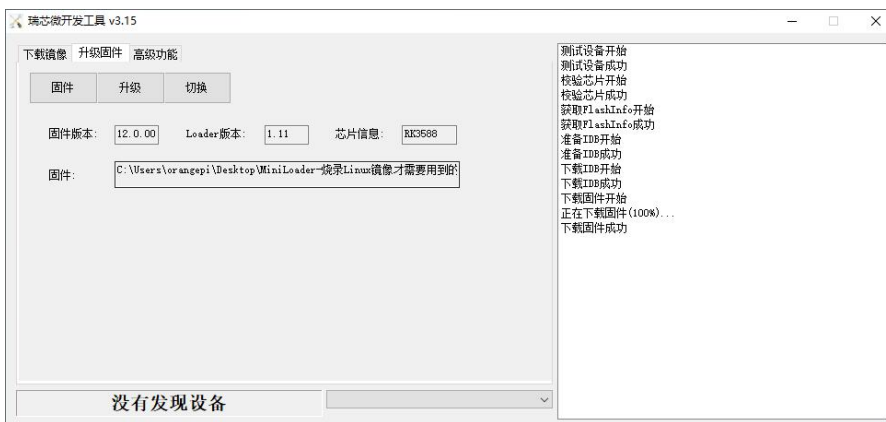 瑞芯微开发工具 v3.15
下载镜像 升级固件 高级功能
固件 升级 切换
固件版本: 12.0.00 Loader版本: 1.11 芯片信息: RK3588
固件: C:\Users\orangepi\Desktop\MiniLoader-烧录Linux镜像才需要用到的
没有发现设备
测试设备开始
测试设备成功
校验芯片开始
校验芯片成功
获取FlashInfo开始
获取FlashInfo成功
准备IDB开始
准备IDB成功
下载IDB开始
下载IDB成功
下载固件开始
正在下载固件(100%)...
下载固件成功